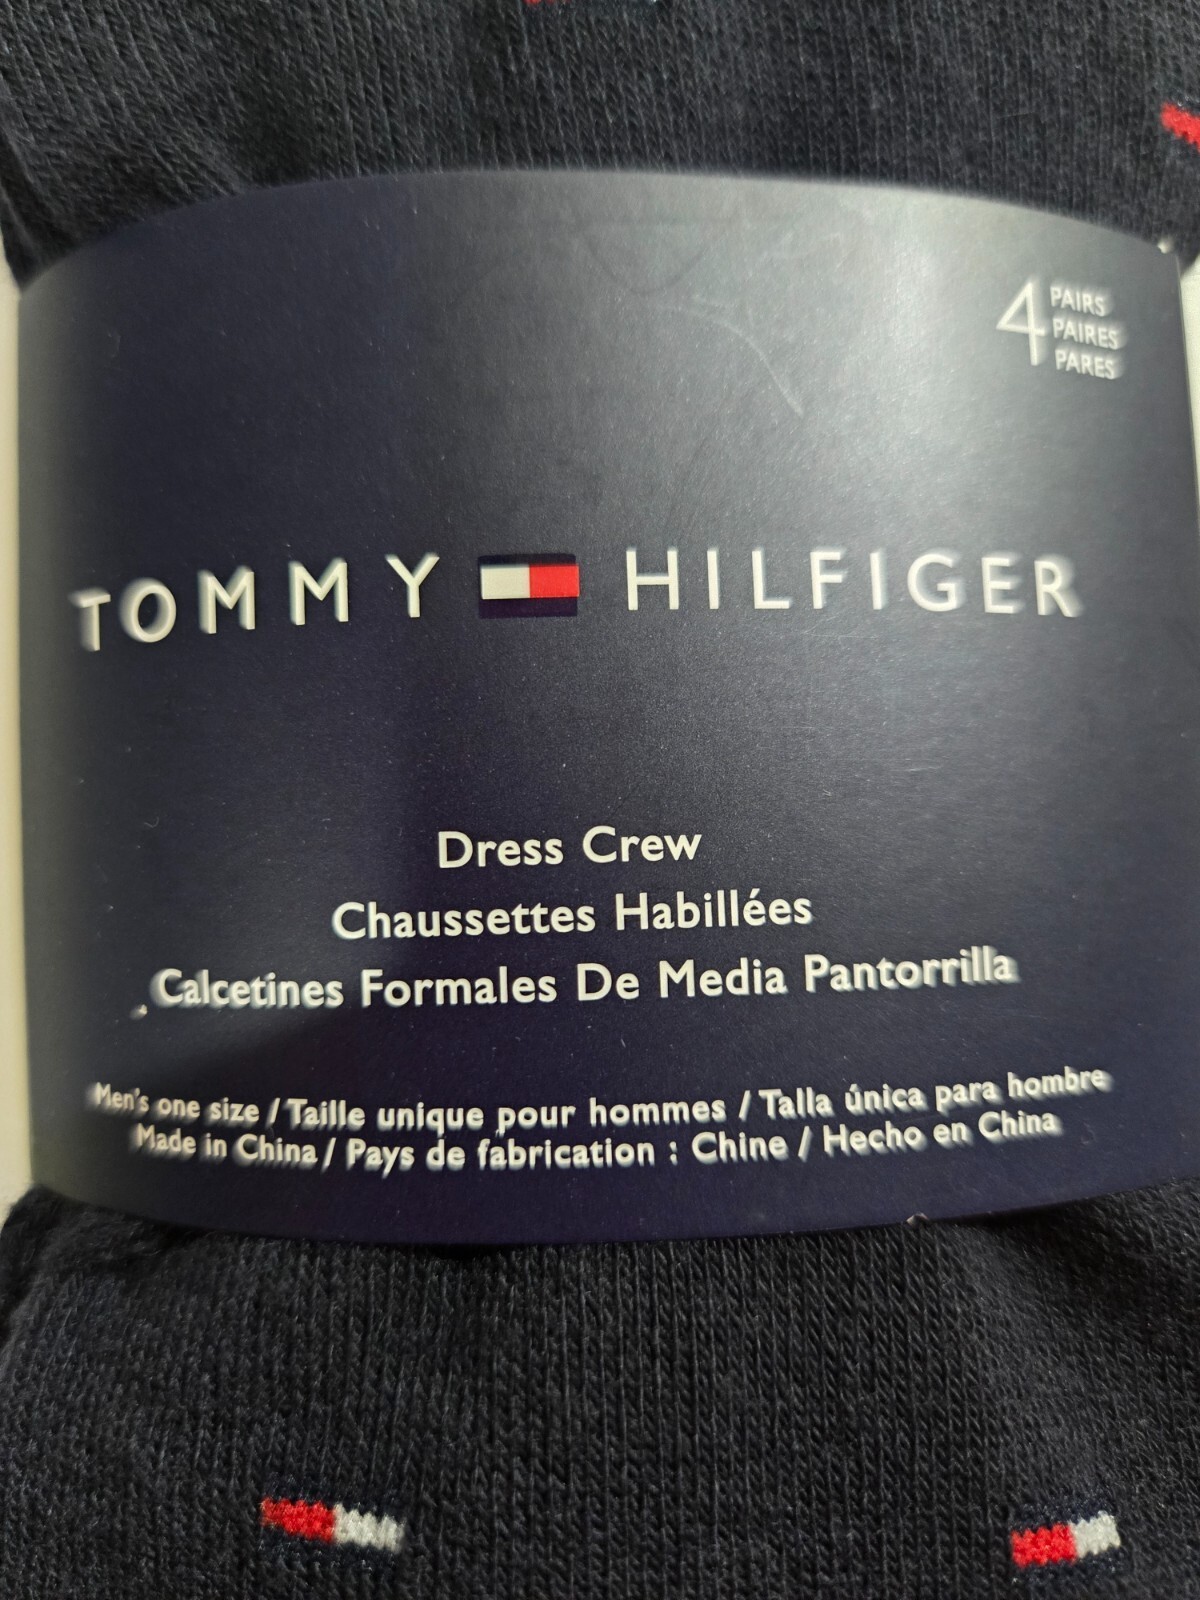 4 PAIRS
PAIRES
PARES
TOMMY HILFIGER
Dress Crew
Chaussettes Habillées
Calcetines Formales De Media Pantorrilla
Men's one size / Taille unique pour hommes / Talla única para hombre
Made in China / Pays de fabrication : Chine / Hecho en China